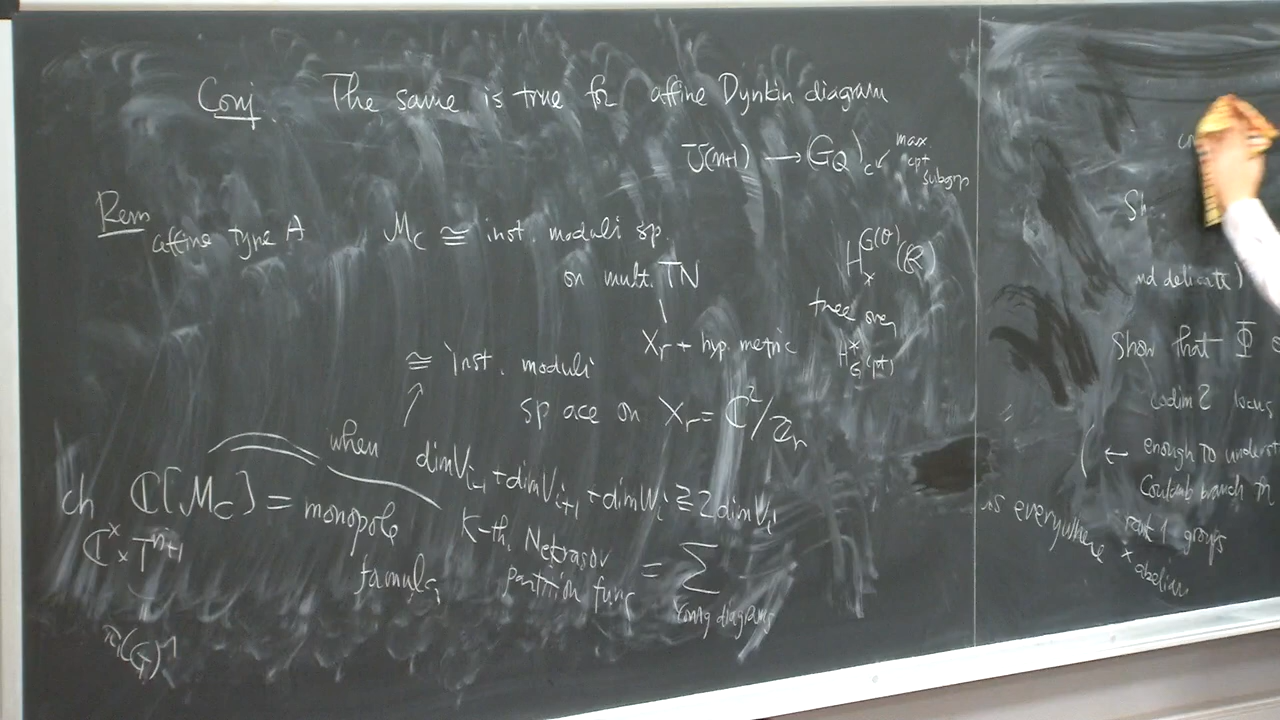 Conj. The same is true for affine Dynkin diagram
U(n+1) → (G_Q)_c ↙ max cpt subgrp
Rem
affine type A M_C ≅ inst. moduli sp.
on mult. TN
|
X_r + hyp. metric
≅ inst. moduli
space on X_r = ℂ²/ℤ_r
↗ when dim V_{i-1} + dim V_{i+1} + dim W_i ≧ 2 dim V_i
ch ℂ[M_C] = monopole
formula
ℂ^× × T^{n+1}
π_1(G)^∧
K-th. Nekrasov
partition func = Σ
Young diagrams
H_*^{G(O)}(R)
free over
H_G^*(pt)
Sh
nd delicate)
Show that Φ
codim 2 locus
( ← enough to underst
Coulomb branch in
is everywhere rank 1 groups
× abelian